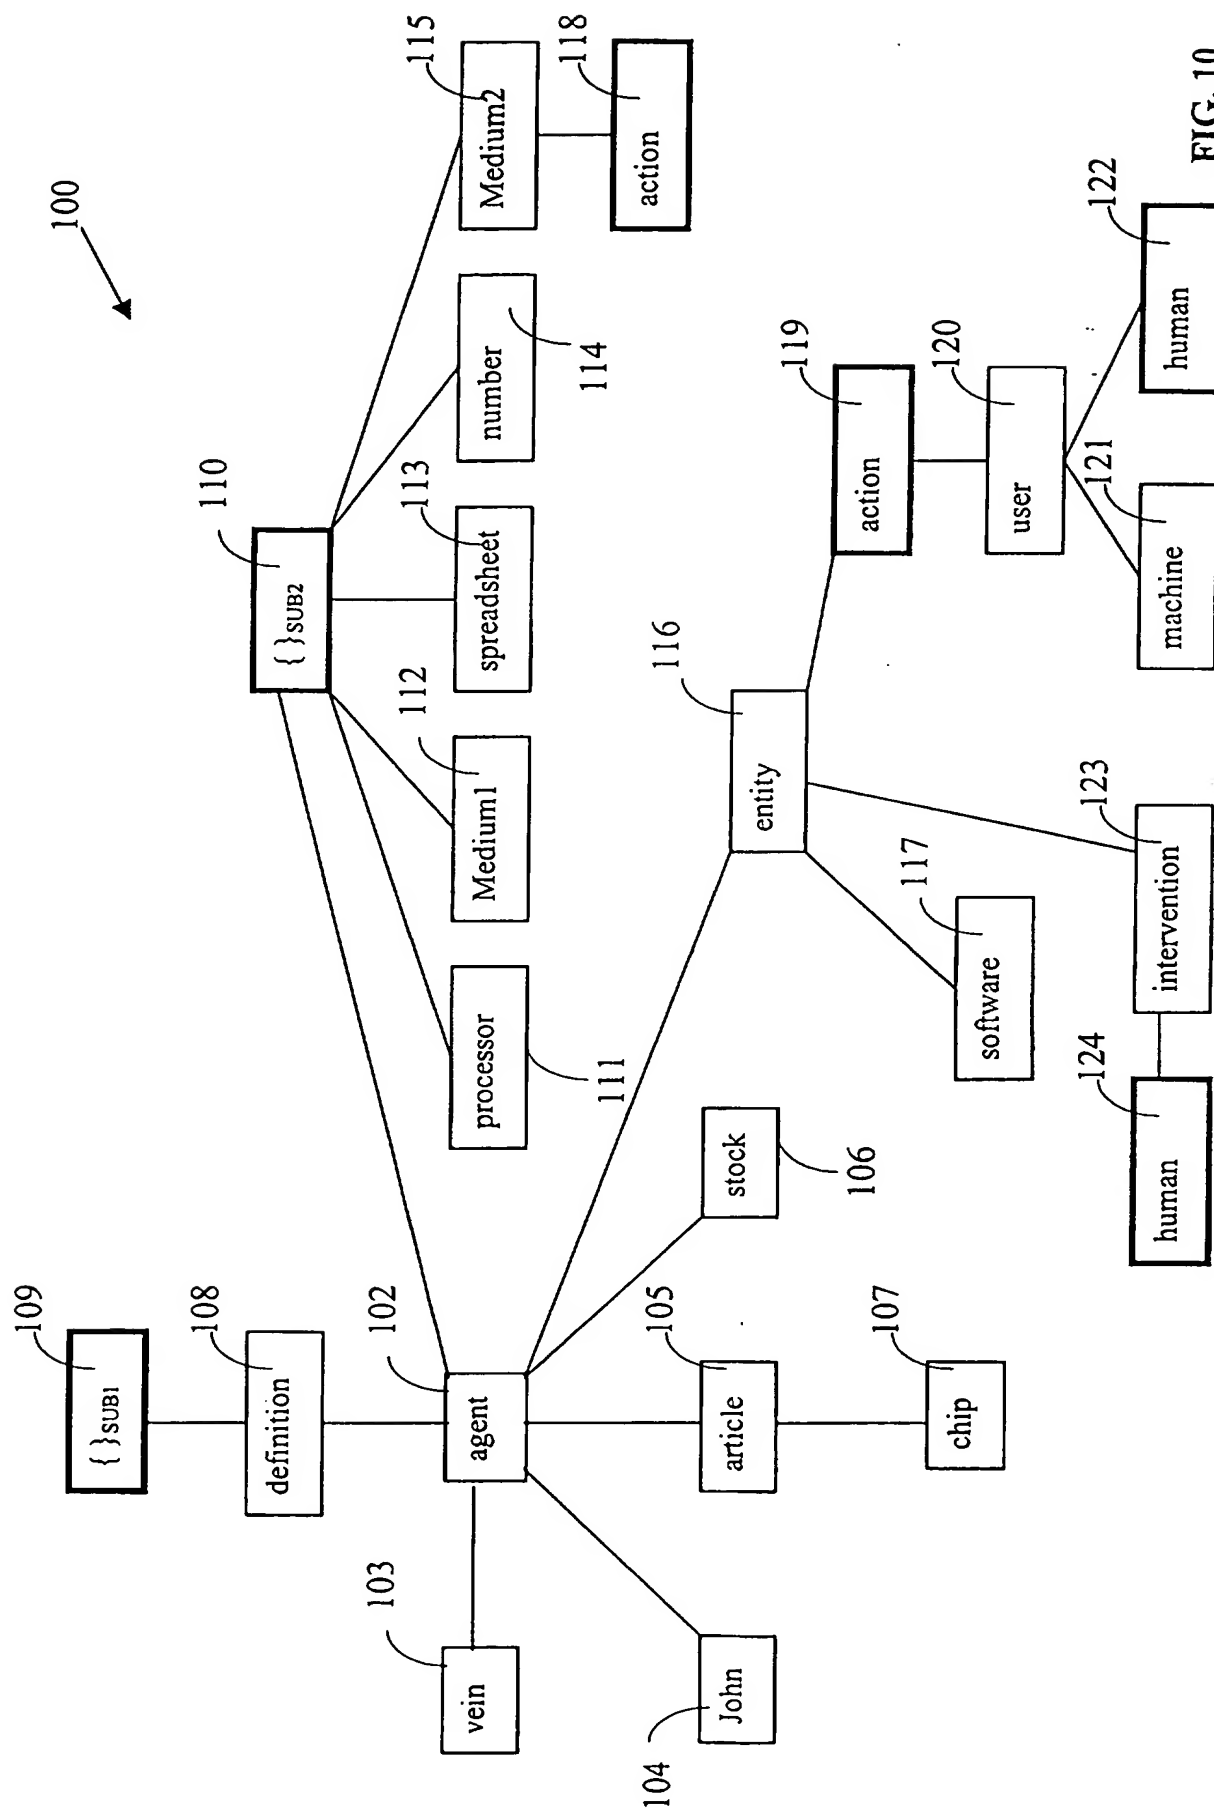 100
109
{ }SUB1
108
definition
102
agent
103
vein
104
John
105
article
107
chip
106
stock
110
{ }SUB2
111
processor
112
Medium1
113
spreadsheet
114
number
115
Medium2
118
action
116
entity
117
software
119
action
120
user
121
machine
122
human
123
intervention
124
human
FIG. 10